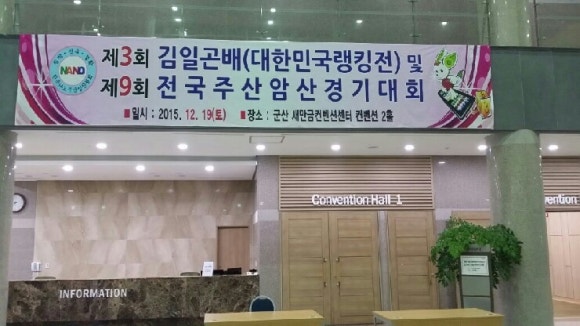 제3회 김일곤배(대한민국랭킹전) 및
제9회 전국주산암산경기대회
■ 일시 : 2015. 12. 19(토) ■ 장소 : 군산 새만금컨벤션센터 컨벤션 2홀
NAND
Convention Hall 1
INFORMATION
nvention